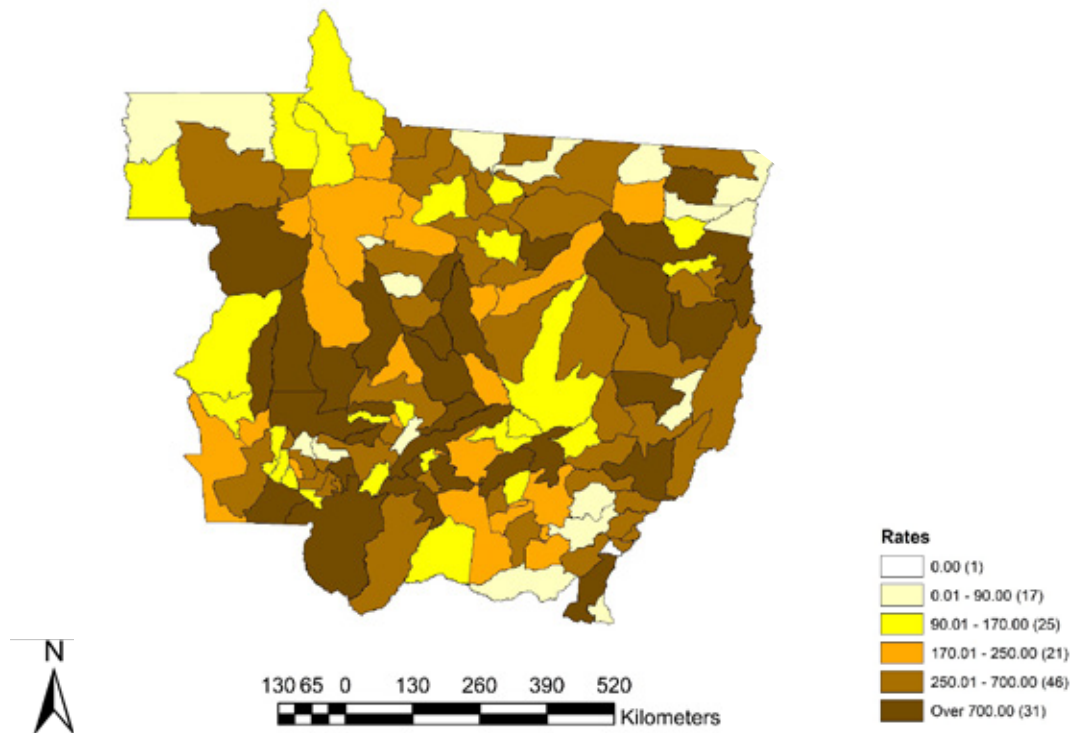 Rates
0.00 (1)
0.01 - 90.00 (17)
90.01 - 170.00 (25)
170.01 - 250.00 (21)
250.01 - 700.00 (46)
Over 700.00 (31)
N
130 65 0 130 260 390 520
Kilometers